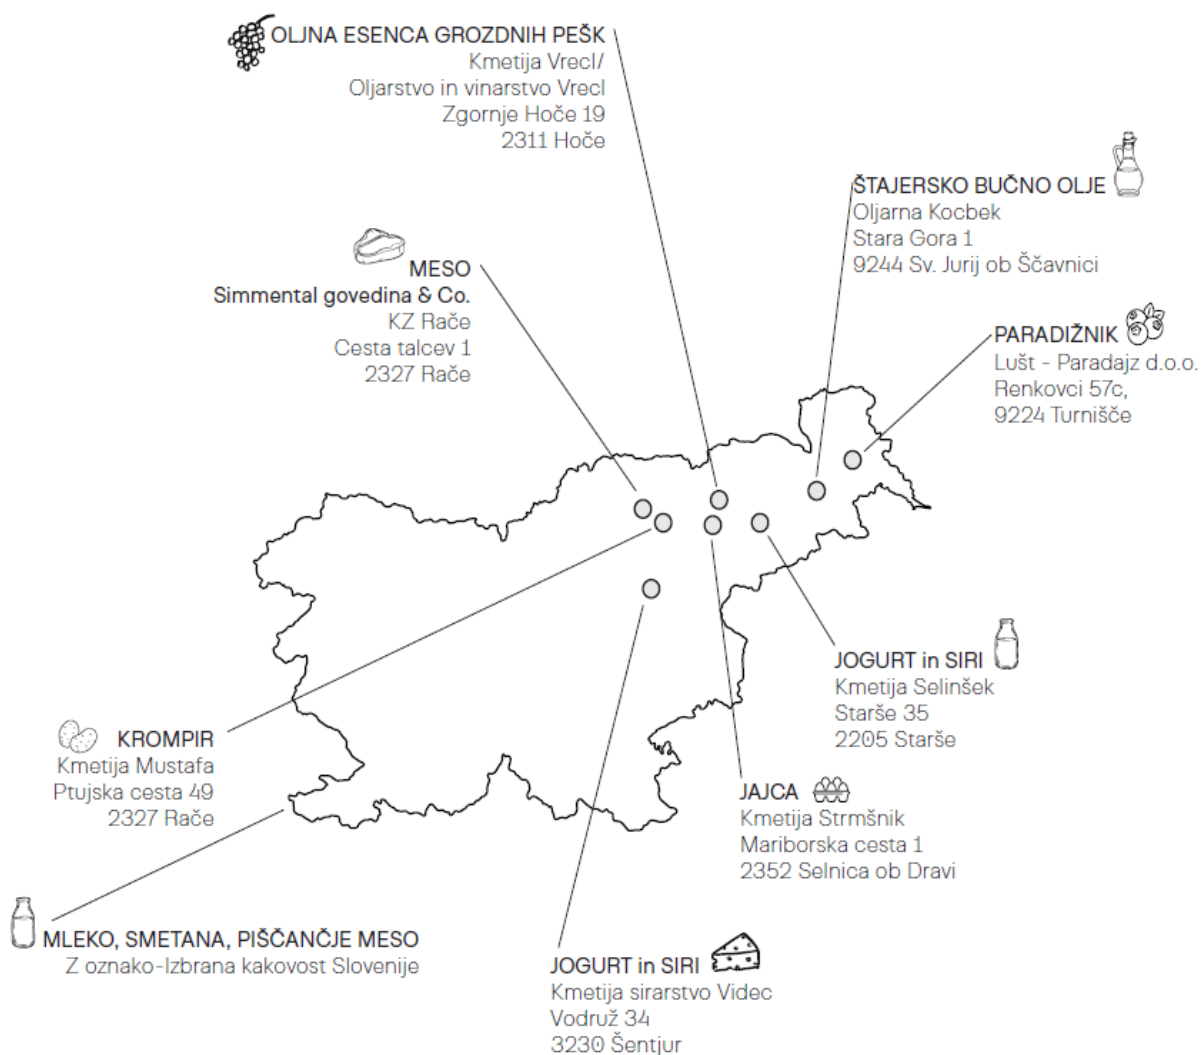 OLJNA ESENCA GROZDNIH PEŠK
Kmetija Vrecl/
Oljarstvo in vinarstvo Vrecl
Zgornje Hoče 19
2311 Hoče
ŠTAJERSKO BUČNO OLJE
Oljarna Kocbek
Stara Gora 1
9244 Sv. Jurij ob Ščavnici
MESO
Simmental govedina & Co.
KZ Rače
Cesta talcev 1
2327 Rače
PARADIŽNIK
Lušt - Paradajz d.o.o.
Renkovci 57c,
9224 Turnišče
JOGURT in SIRI
Kmetija Selinšek
Starše 35
2205 Starše
KROMPIR
Kmetija Mustafa
Ptujska cesta 49
2327 Rače
JAJCA
Kmetija Strmšnik
Mariborska cesta 1
2352 Selnica ob Dravi
MLEKO, SMETANA, PIŠČANČJE MESO
Z oznako-Izbrana kakovost Slovenije
JOGURT in SIRI
Kmetija sirarstvo Videc
Vodruž 34
3230 Šentjur